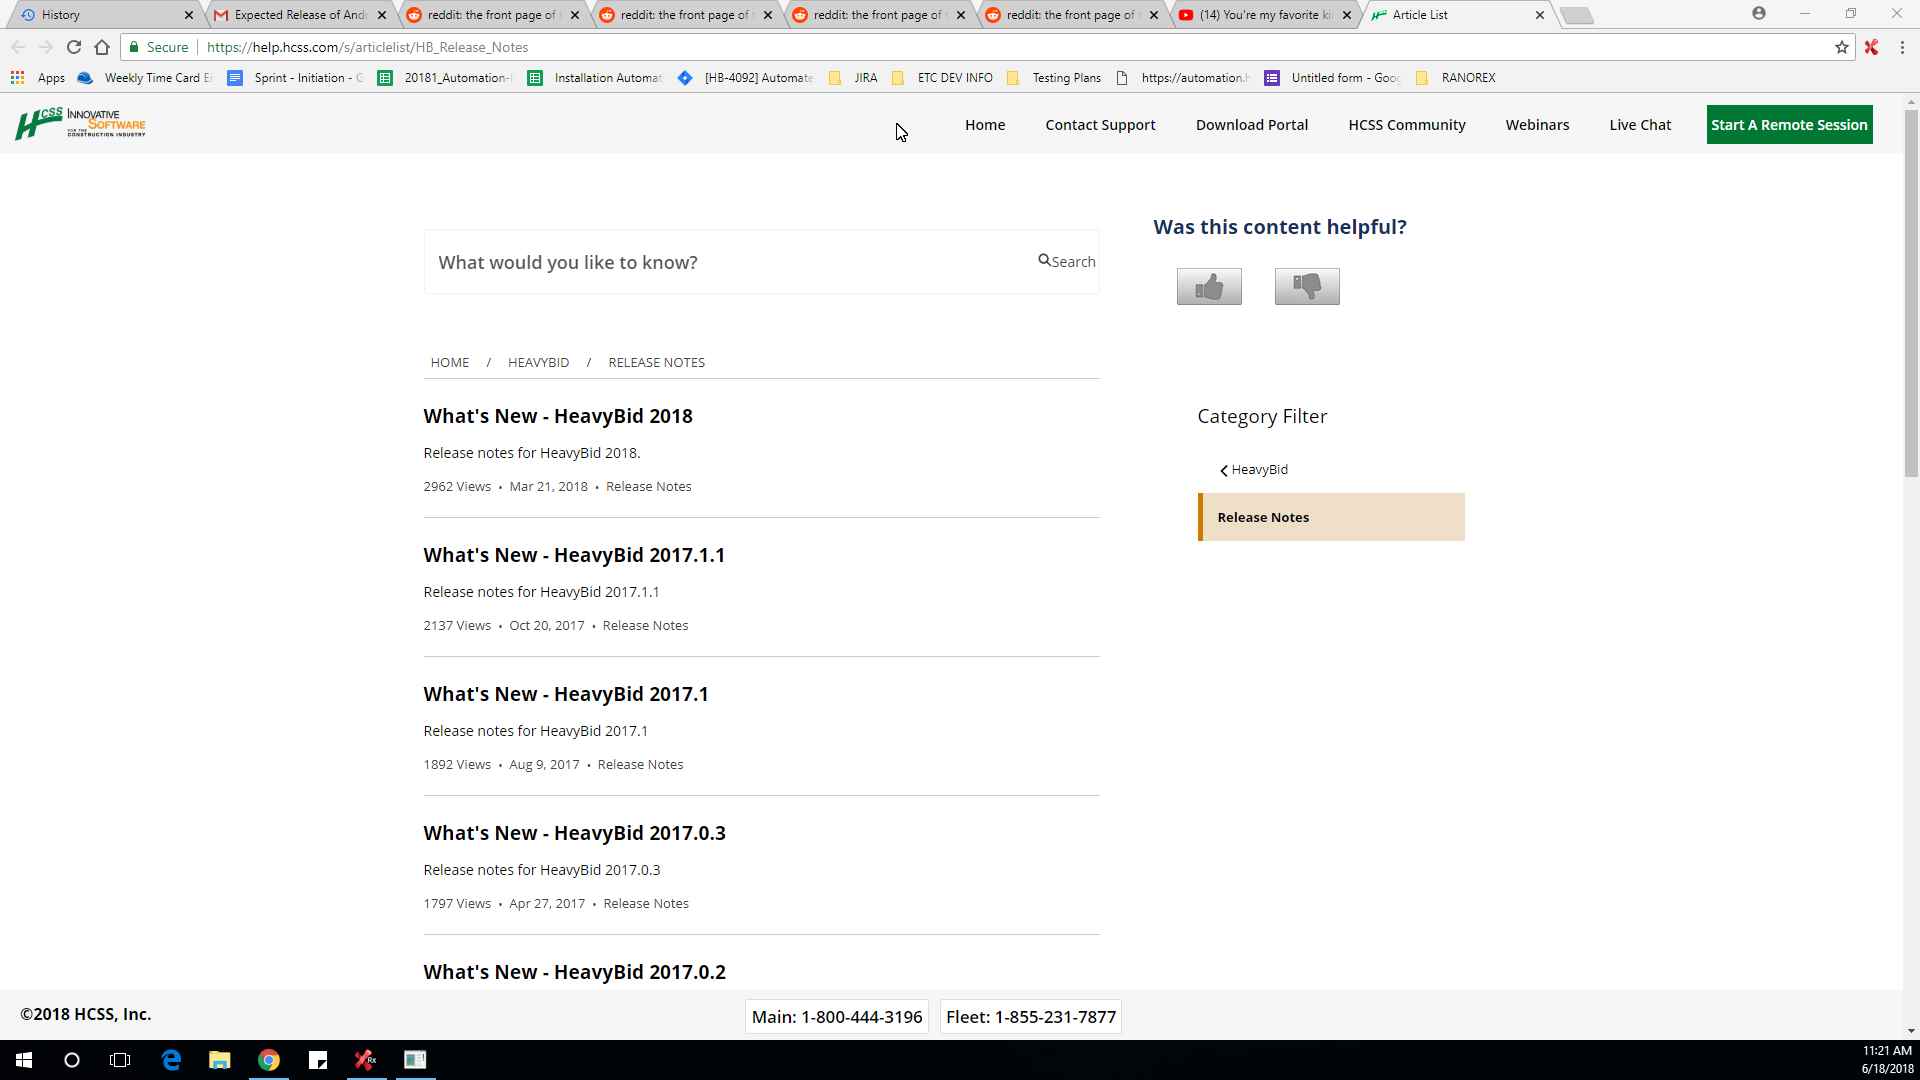 History
Expected Release of And
reddit: the front page of
reddit: the front page of
reddit: the front page of
reddit: the front page of
(14) You're my favorite ki
Article List
Secure
https://help.hcss.com/s/articlelist/HB_Release_Notes
Apps
Weekly Time Card E
Sprint - Initiation - G
20181_Automation-
Installation Automat
[HB-4092] Automate
JIRA
ETC DEV INFO
Testing Plans
https://automation.h
Untitled form - Goo
RANOREX
HCSS INNOVATIVE
SOFTWARE
FOR THE
CONSTRUCTION INDUSTRY
Home
Contact Support
Download Portal
HCSS Community
Webinars
Live Chat
Start A Remote Session
Was this content helpful?
What would you like to know?
Search
HOME / HEAVYBID / RELEASE NOTES
What's New - HeavyBid 2018
Release notes for HeavyBid 2018.
2962 Views • Mar 21, 2018 • Release Notes
Category Filter
HeavyBid
Release Notes
What's New - HeavyBid 2017.1.1
Release notes for HeavyBid 2017.1.1
2137 Views • Oct 20, 2017 • Release Notes
What's New - HeavyBid 2017.1
Release notes for HeavyBid 2017.1
1892 Views • Aug 9, 2017 • Release Notes
What's New - HeavyBid 2017.0.3
Release notes for HeavyBid 2017.0.3
1797 Views • Apr 27, 2017 • Release Notes
What's New - HeavyBid 2017.0.2
©2018 HCSS, Inc.
Main: 1-800-444-3196
Fleet: 1-855-231-7877
Rx
11:21 AM
6/18/2018